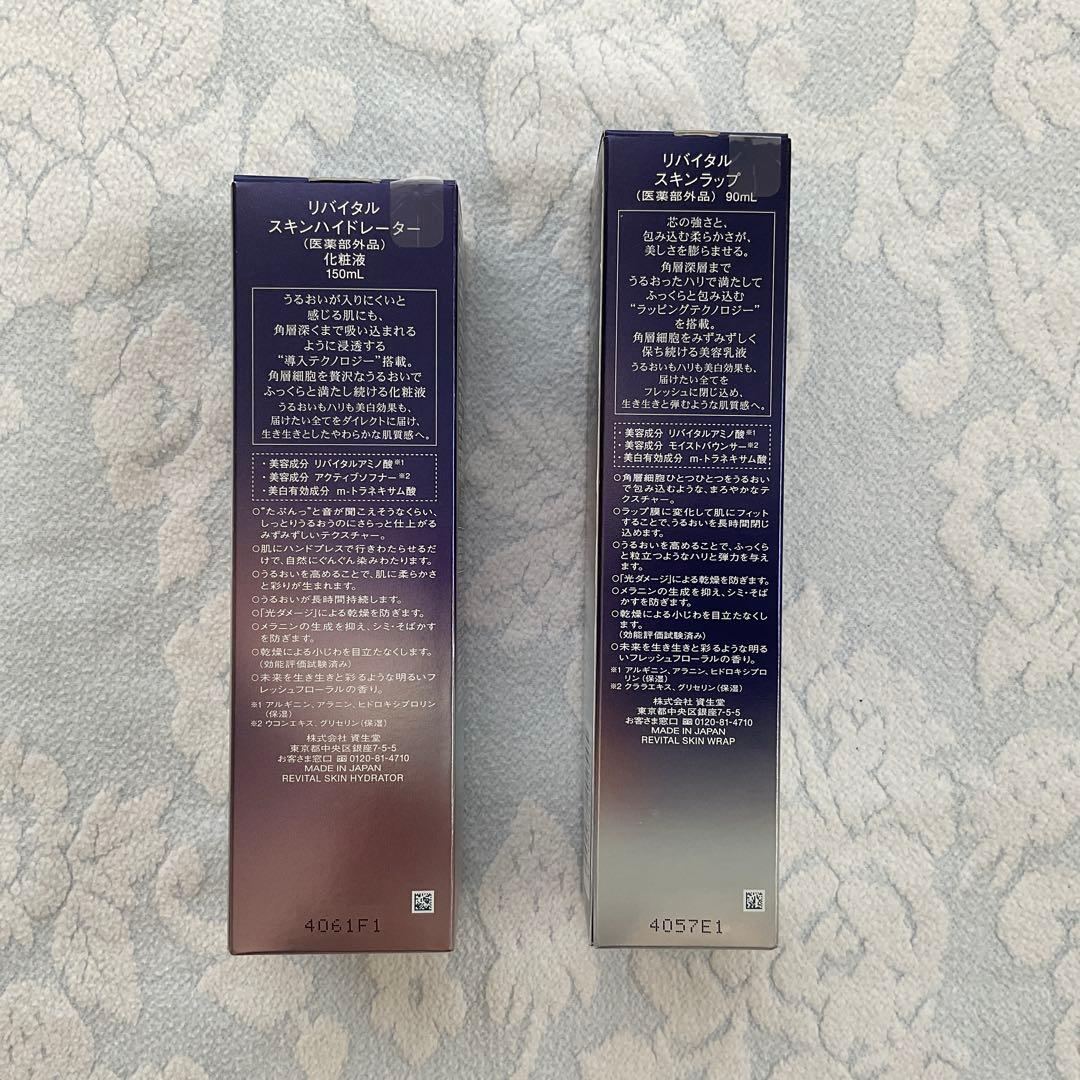 リバイタル
スキンハイドレーター
（医薬部外品）
化粧液
150mL
うるおいが入りにくいと
感じる肌にも、
角層深くまで吸い込まれる
ように浸透する
“導入テクノロジー”搭載。
角層細胞を贅沢なうるおいで
ふっくらと満たし続ける化粧液
うるおいもハリも美白効果も、
届けたい全てをダイレクトに届け、
生き生きとしたやわらかな肌質感へ。
・美容成分 リバイタルアミノ酸※1
・美容成分 アクティブソフナー※2
・美白有効成分 m-トラネキサム酸
○“たぷんっ”と音が聞こえそうなくらい、
しっとりうるおうのにさらっと仕上がる
みずみずしいテクスチャー。
○肌にハンドプレスで行きわたらせるだ
けで、自然にぐんぐん染みわたります。
○うるおいを高めることで、肌に柔らかさ
と彩りが生まれます。
○うるおいが長時間持続します。
○「光ダメージ」による乾燥を防ぎます。
○メラニンの生成を抑え、シミ・そばかす
を防ぎます。
○乾燥による小じわを目立たなくします。
（効能評価試験済み）
○未来を生き生きと彩るような明るいフ
レッシュフローラルの香り。
※1 アルギニン、アラニン、ヒドロキシプロリン
（保湿）
※2 ウコンエキス、グリセリン（保湿）
株式会社 資生堂
東京都中央区銀座7-5-5
お客さま窓口 0120-81-4710
MADE IN JAPAN
REVITAL SKIN HYDRATOR
4061F1
リバイタル
スキンラップ
（医薬部外品） 90mL
芯の強さと、
包み込む柔らかさが、
美しさを膨らませる。
角層深層まで
うるおったハリで満たして
ふっくらと包み込む
“ラッピングテクノロジー”
を搭載。
角層細胞をみずみずしく
保ち続ける美容乳液
うるおいもハリも美白効果も、
届けたい全てを
フレッシュに閉じ込め、
生き生きと弾むような肌質感へ。
・美容成分 リバイタルアミノ酸※1
・美容成分 モイストバウンサー※2
・美白有効成分 m-トラネキサム酸
○角層細胞ひとつひとつをうるおい
で包み込むような、まろやかなテ
クスチャー。
○ラップ膜に変化して肌にフィット
することで、うるおいを長時間閉じ
込めます。
○うるおいを高めることで、ふっくら
と粒立つようなハリと弾力を与え
ます。
○「光ダメージ」による乾燥を防ぎます。
○メラニンの生成を抑え、シミ・そば
かすを防ぎます。
○乾燥による小じわを目立たなくし
ます。
（効能評価試験済み）
○未来を生き生きと彩るような明る
いフレッシュフローラルの香り。
※1 アルギニン、アラニン、ヒドロキシプロ
リン（保湿）
※2 クララエキス、グリセリン（保湿）
株式会社 資生堂
東京都中央区銀座7-5-5
お客さま窓口 0120-81-4710
MADE IN JAPAN
REVITAL SKIN WRAP
4057E1